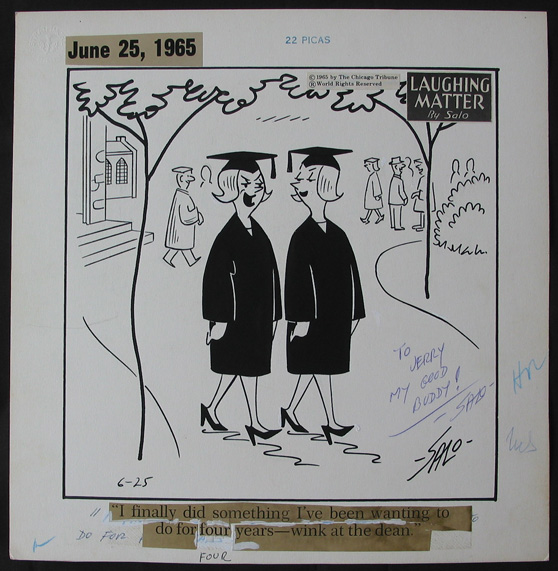 22 PICAS
June 25, 1965
© 1965 by The Chicago Tribune
® World Rights Reserved
LAUGHING
MATTER
By Salo
TO
JERRY
MY GOOD
BUDDY!
-SALO-
-SALO-
6-25
"I finally did something I've been wanting to
do for four years—wink at the dean."
DO FOR
FOUR